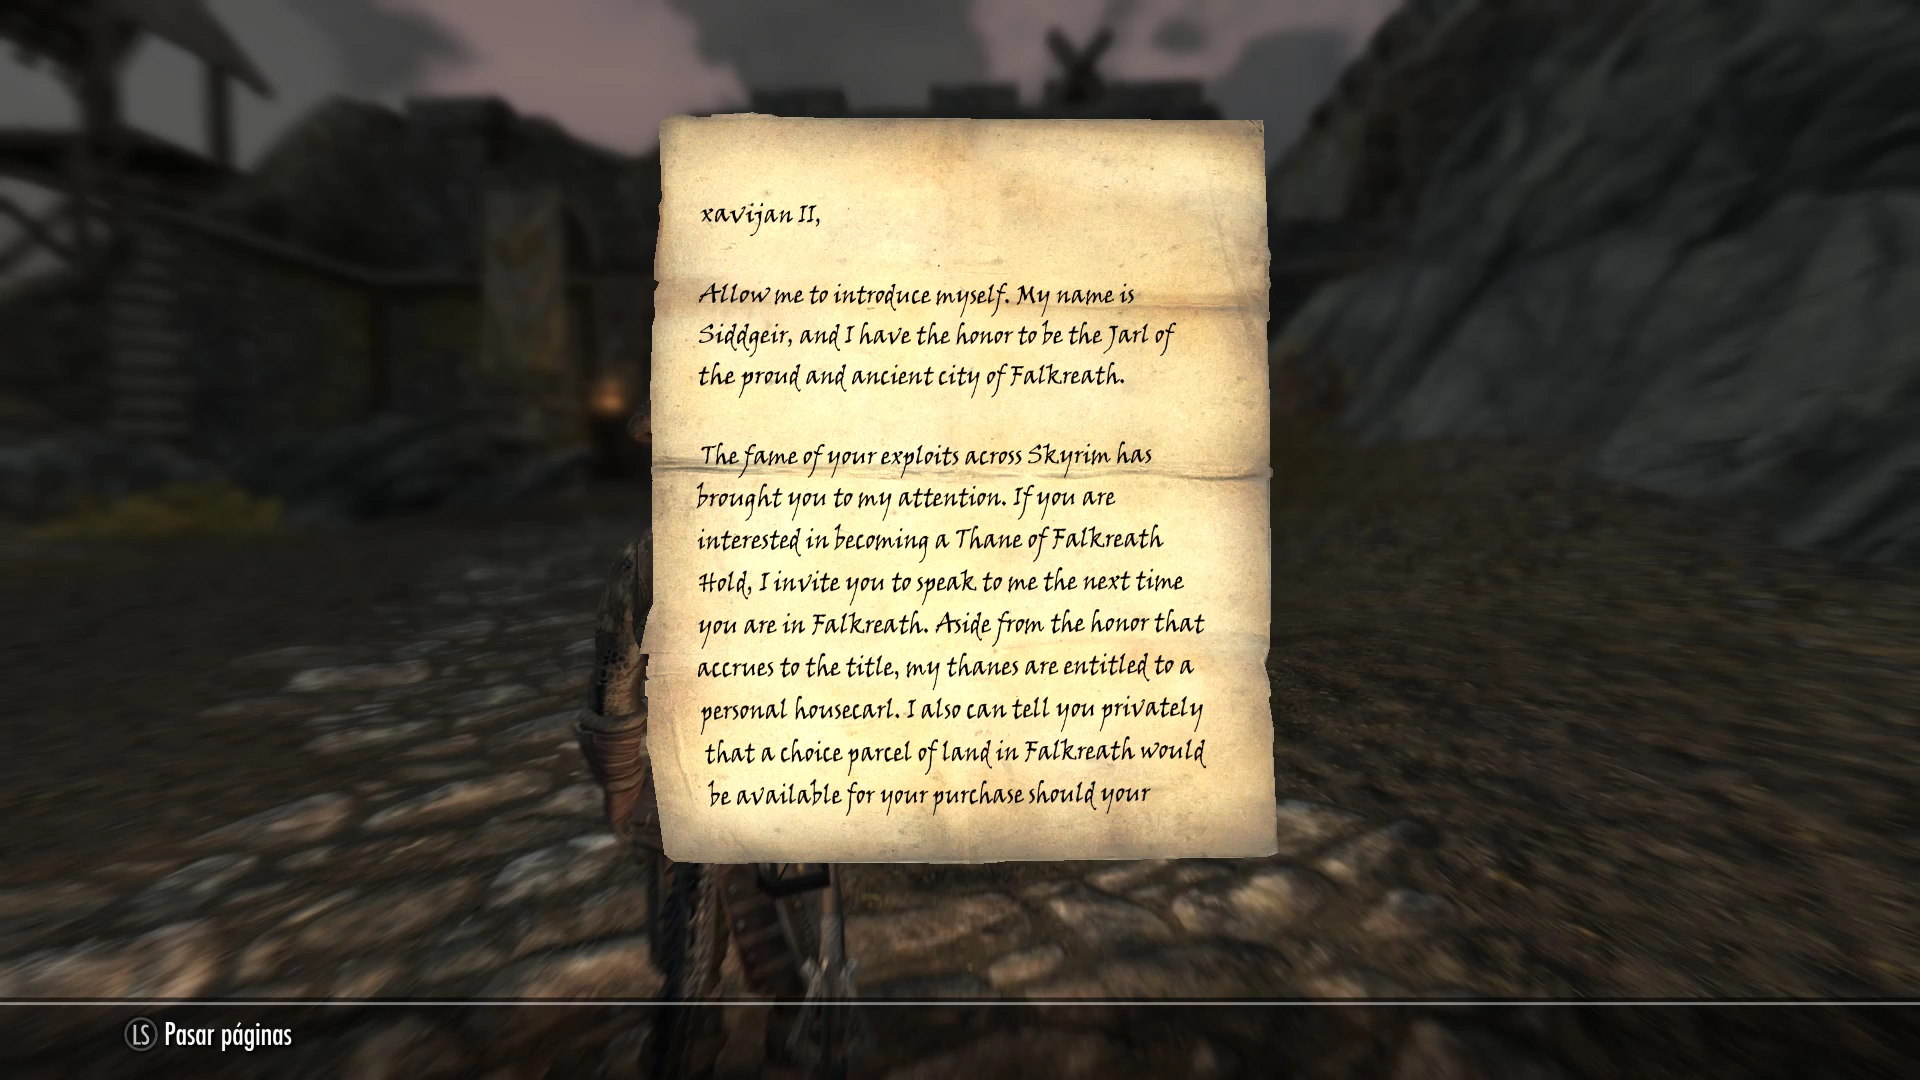 xavijan II,
Allow me to introduce myself. My name is
Siddgeir, and I have the honor to be the Jarl of
the proud and ancient city of Falkreath.
The fame of your exploits across Skyrim has
brought you to my attention. If you are
interested in becoming a Thane of Falkreath
Hold, I invite you to speak to me the next time
you are in Falkreath. Aside from the honor that
accrues to the title, my thanes are entitled to a
personal housecarl. I also can tell you privately
that a choice parcel of land in Falkreath would
be available for your purchase should your
LS Pasar páginas